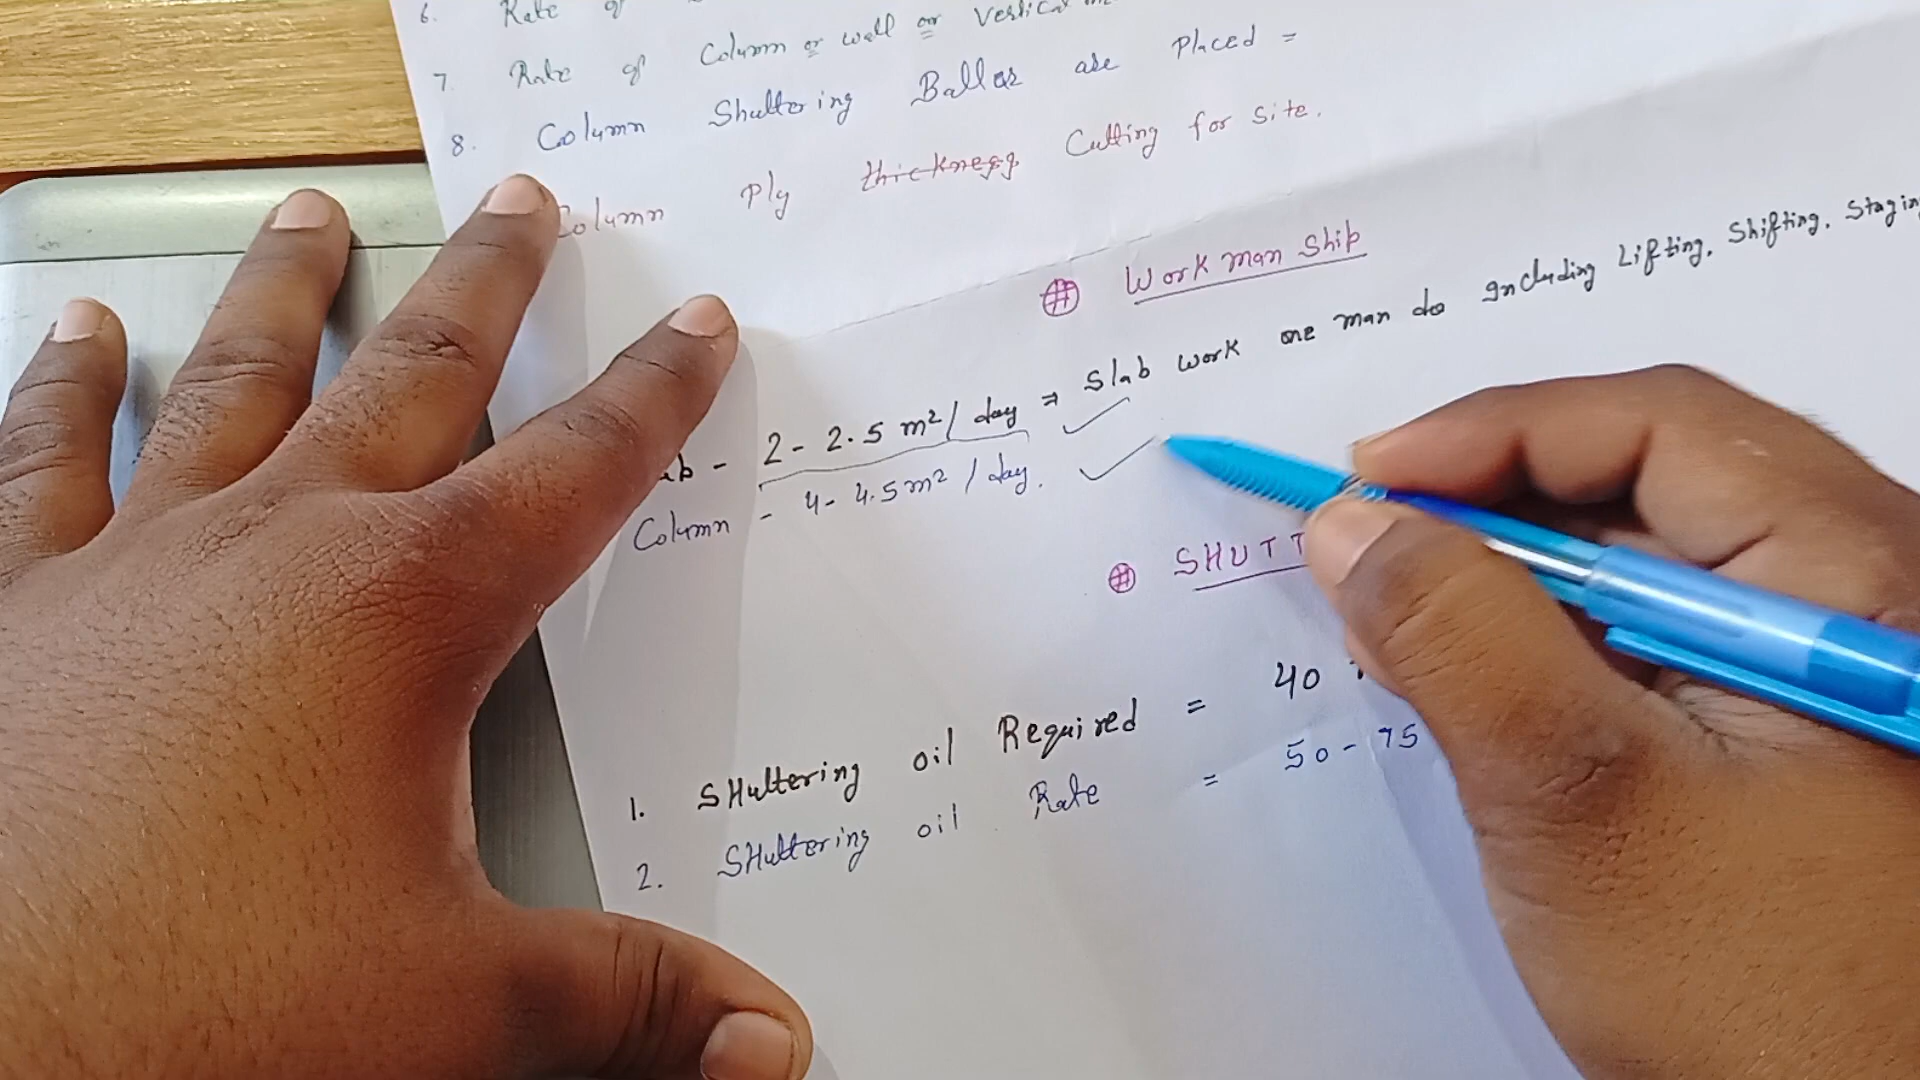 6. Rate of
7. Rate of Column or wall or Vertical
8. Column Shuttering Ballas are Placed =
Column Ply thickness Cutting for site.
# Work man Ship
ab - 2 - 2.5 m²/ day ⇒ Slab work one man do Including Lifting, Shifting, Staging
Column - 4 - 4.5 m² / day.
# SHUTT
1. SHuttering oil Required = 40
2. SHuttering oil Rate = 50 - 75